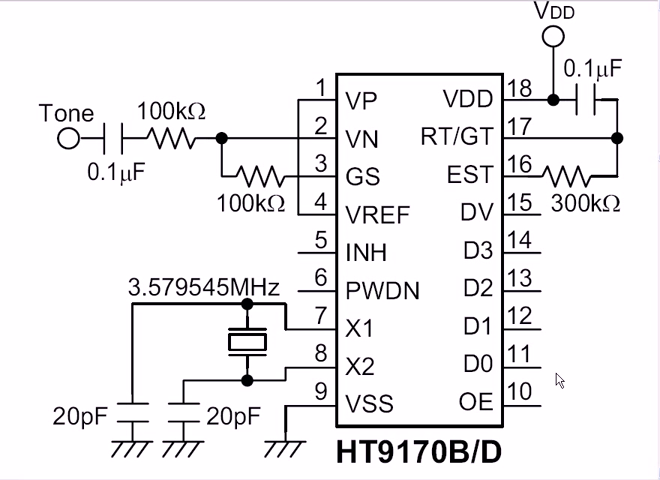 VDD
0.1μF
Tone
100kΩ
0.1μF
100kΩ
300kΩ
1 VP VDD 18
2 VN RT/GT 17
3 GS EST 16
4 VREF DV 15
5 INH D3 14
6 PWDN D2 13
3.579545MHz
7 X1 D1 12
8 X2 D0 11
9 VSS OE 10
20pF
20pF
HT9170B/D